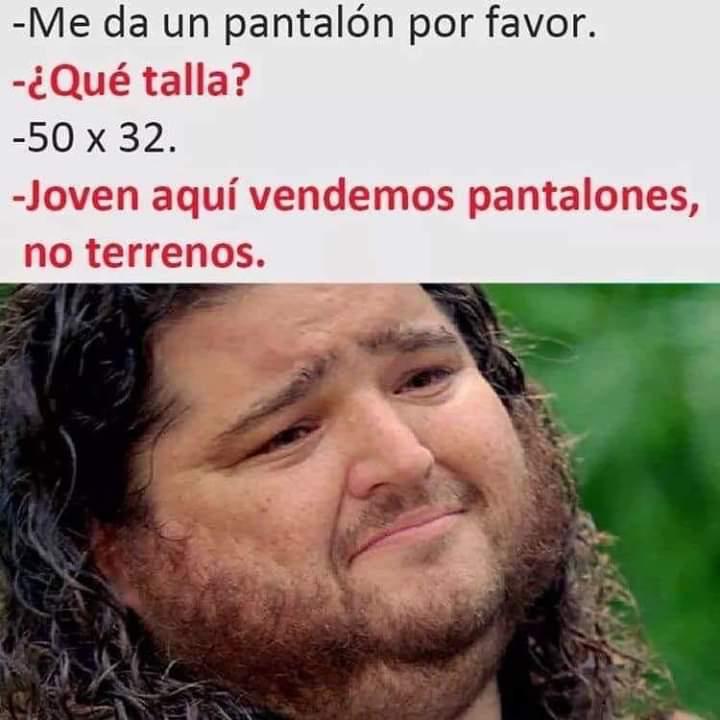 -Me da un pantalón por favor.
-¿Qué talla?
-50 x 32.
-Joven aquí vendemos pantalones,
no terrenos.